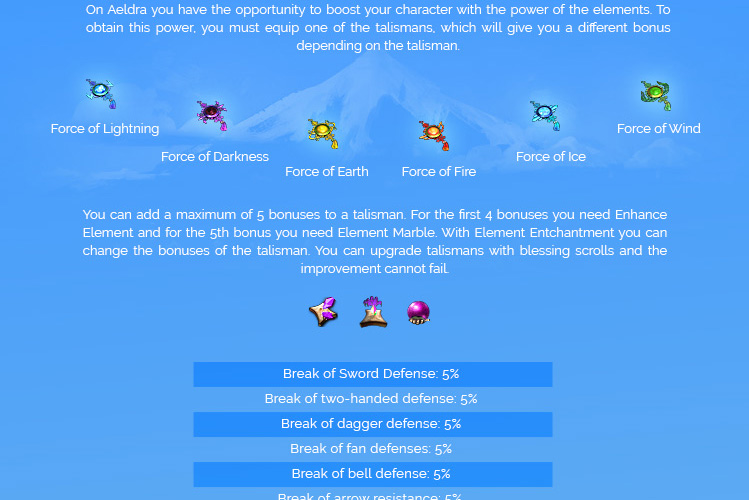 On Aeldra you have the opportunity to boost your character with the power of the elements. To
obtain this power, you must equip one of the talismans, which will give you a different bonus
depending on the talisman.
Force of Lightning
Force of Darkness
Force of Earth
Force of Fire
Force of Ice
Force of Wind
You can add a maximum of 5 bonuses to a talisman. For the first 4 bonuses you need Enhance
Element and for the 5th bonus you need Element Marble. With Element Entchantment you can
change the bonuses of the talisman. You can upgrade talismans with blessing scrolls and the
improvement cannot fail.
Break of Sword Defense: 5%
Break of two-handed defense: 5%
Break of dagger defense: 5%
Break of fan defenses: 5%
Break of bell defense: 5%
Break of arrow resistance: 5%